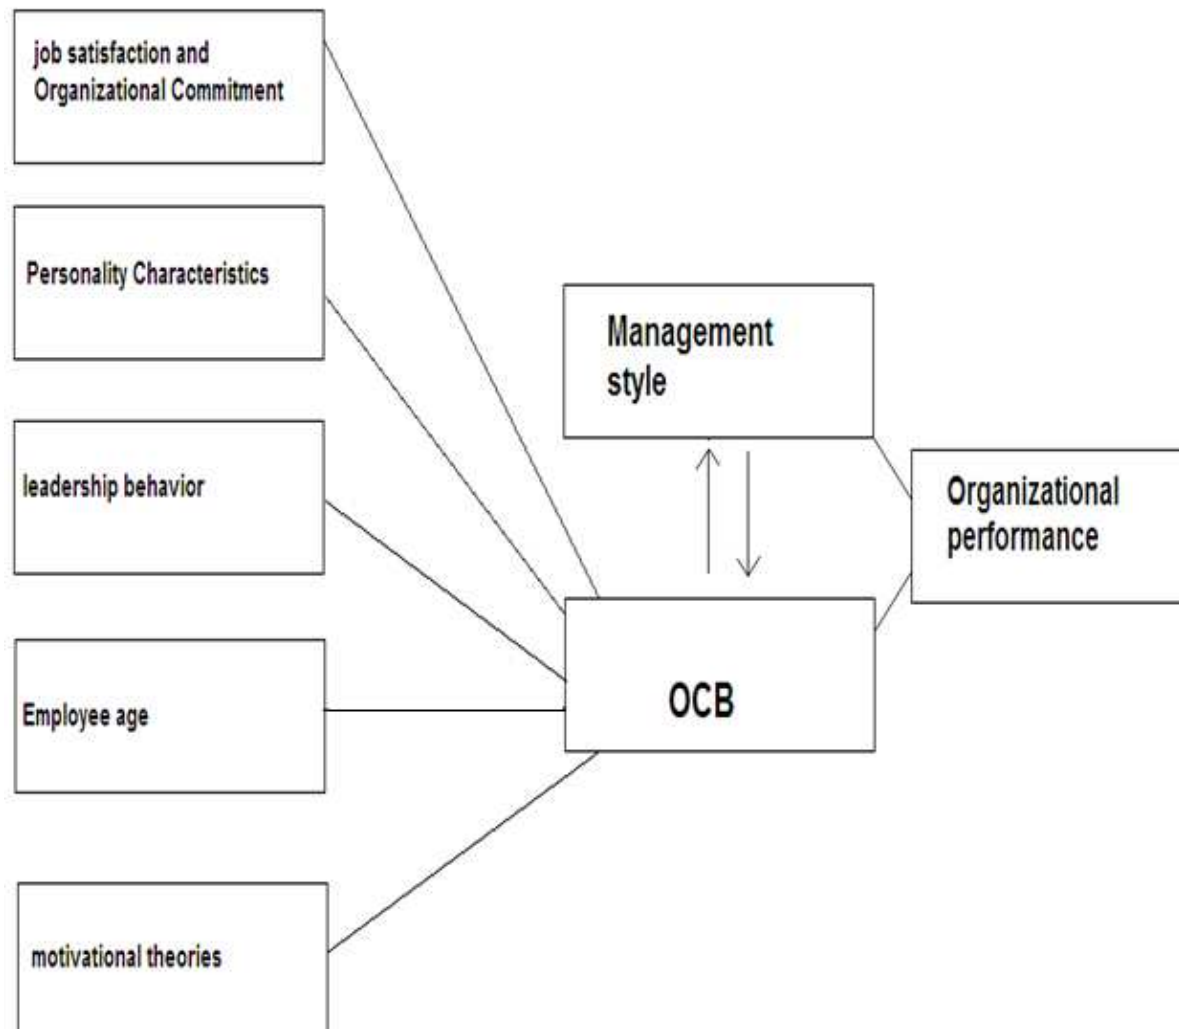 job satisfaction and
Organizational Commitment
Personality Characteristics
leadership behavior
Employee age
motivational theories
Management
style
OCB
Organizational
performance